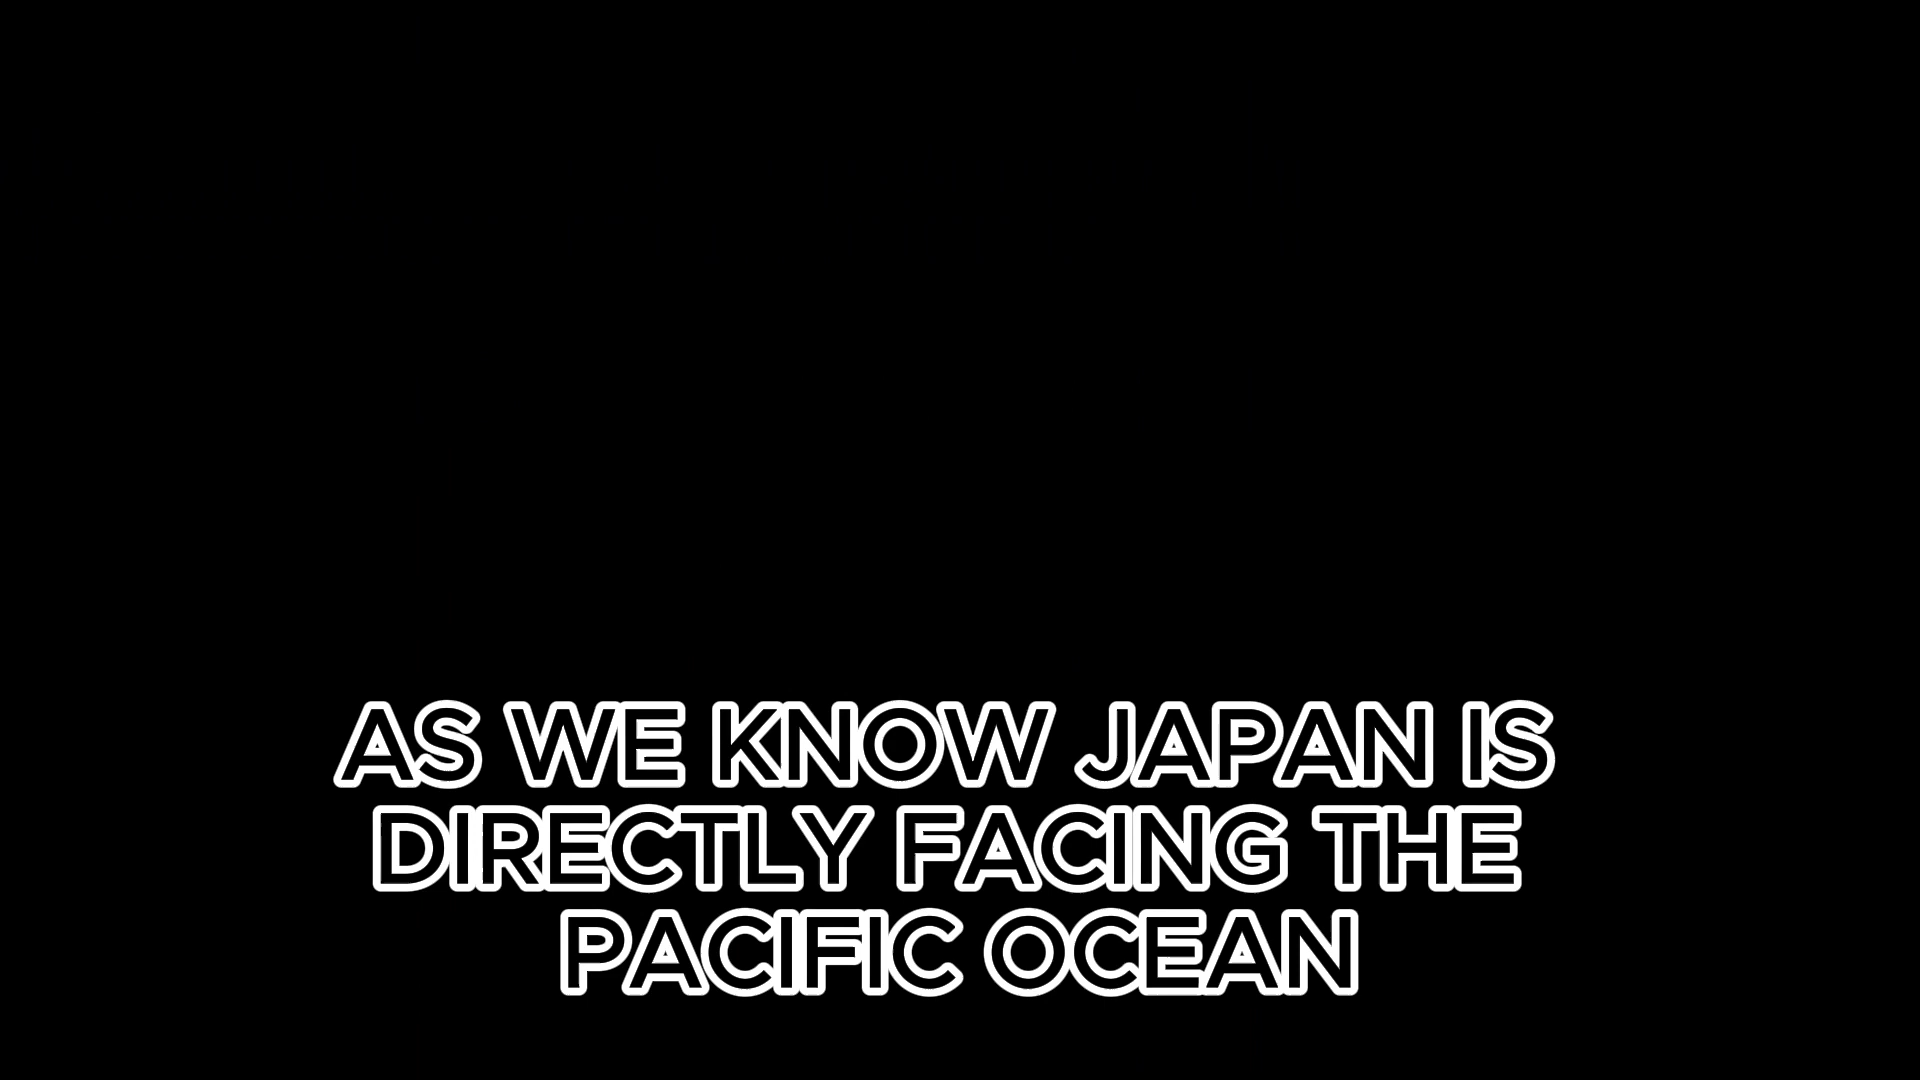 AS WE KNOW JAPAN IS
DIRECTLY FACING THE
PACIFIC OCEAN